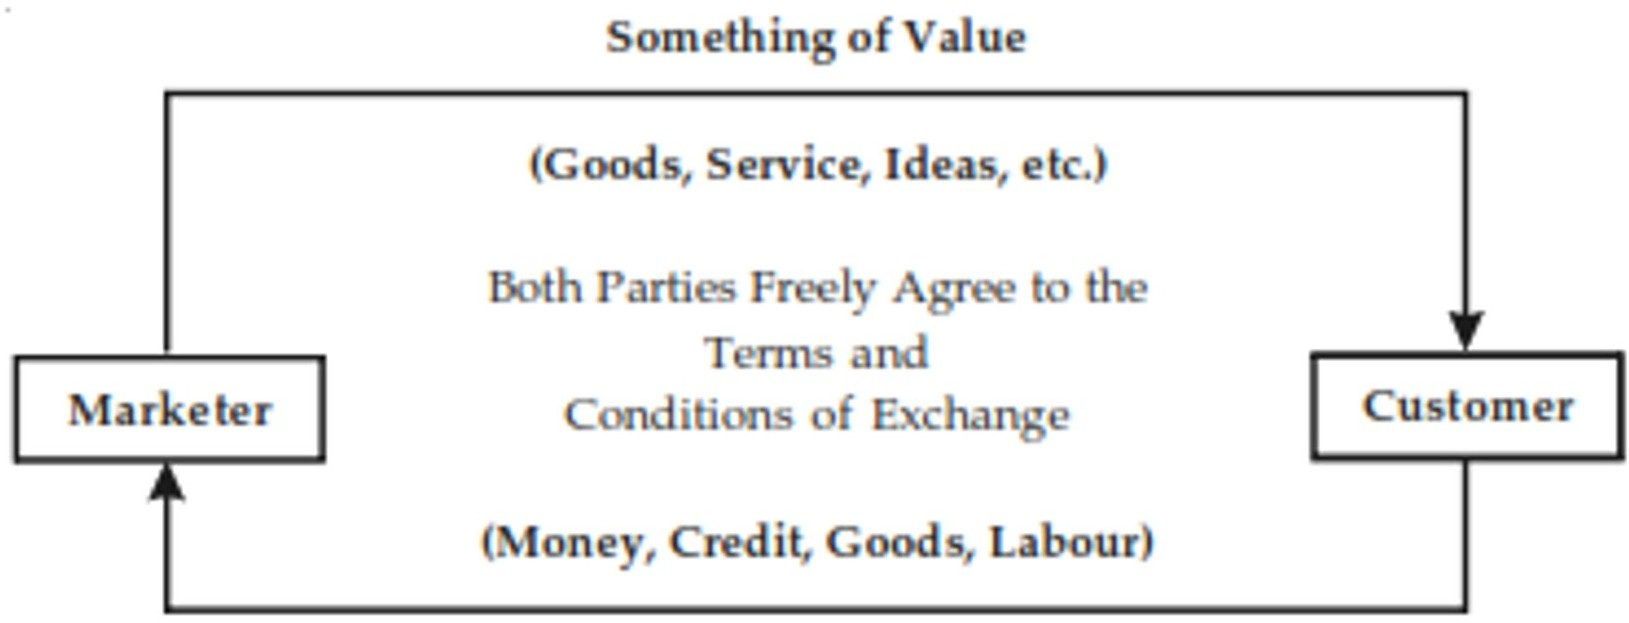 Something of Value
(Goods, Service, Ideas, etc.)
Both Parties Freely Agree to the
Terms and
Conditions of Exchange
Marketer
Customer
(Money, Credit, Goods, Labour)